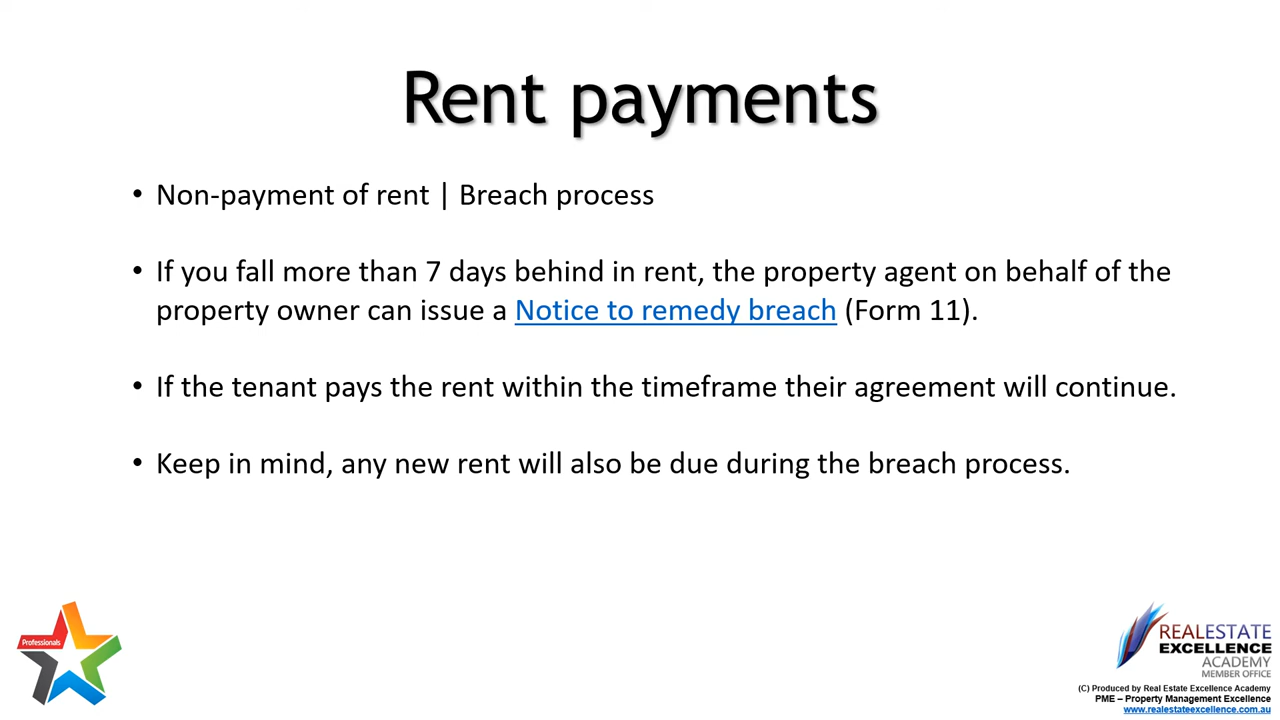 Rent payments
• Non-payment of rent | Breach process
• If you fall more than 7 days behind in rent, the property agent on behalf of the
property owner can issue a Notice to remedy breach (Form 11).
• If the tenant pays the rent within the timeframe their agreement will continue.
• Keep in mind, any new rent will also be due during the breach process.
Professionals
REALESTATE
EXCELLENCE
ACADEMY
MEMBER OFFICE
(C) Produced by Real Estate Excellence Academy
PME – Property Management Excellence
www.realestateexcellence.com.au